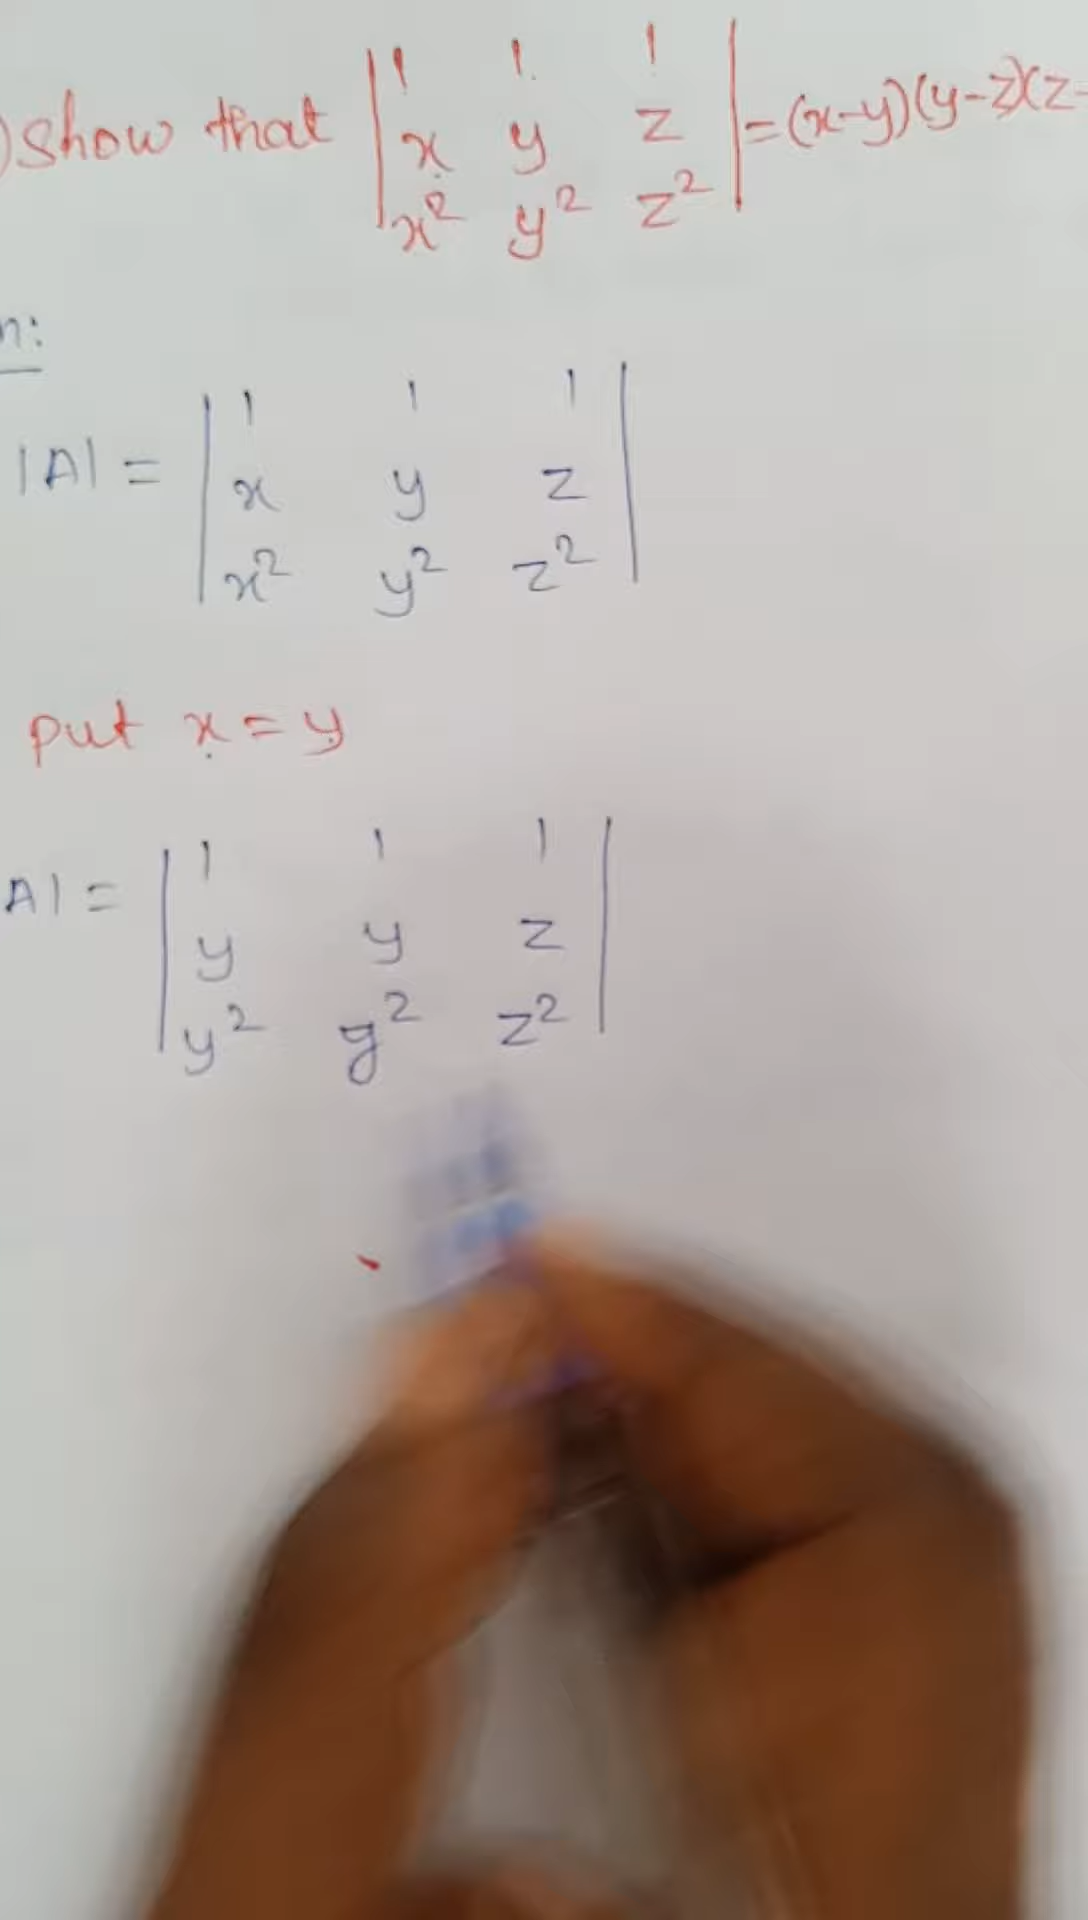 ) Show that | 1 1 1 | = (x-y)(y-z)(z-
| x y z |
| x² y² z² |
n:
|A| = | 1 1 1 |
| x y z |
| x² y² z² |
put x = y
A| = | 1 1 1 |
| y y z |
| y² y² z² |